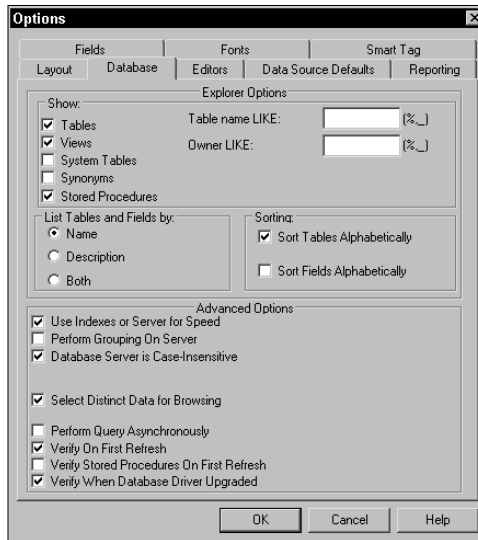 Options
Fields Fonts Smart Tag
Layout Database Editors Data Source Defaults Reporting
Explorer Options
Show:
Tables Table name LIKE: (%,_)
Views Owner LIKE: (%,_)
System Tables
Synonyms
Stored Procedures
List Tables and Fields by: Sorting:
Name Sort Tables Alphabetically
Description
Sort Fields Alphabetically
Both
Advanced Options
Use Indexes or Server for Speed
Perform Grouping On Server
Database Server is Case-Insensitive
Select Distinct Data for Browsing
Perform Query Asynchronously
Verify On First Refresh
Verify Stored Procedures On First Refresh
Verify When Database Driver Upgraded
OK Cancel Help